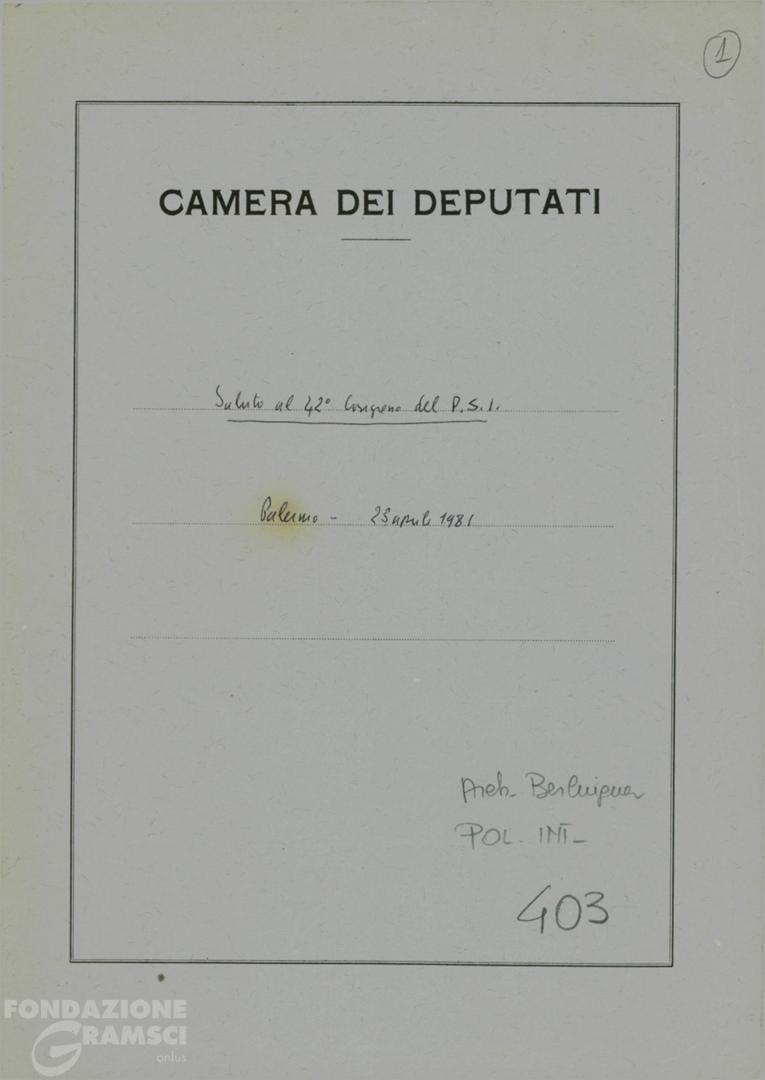 1
CAMERA DEI DEPUTATI
Saluto al 42° Congresso del P.S.I.
Palermo - 23 aprile 1981
Arch. Berlinguer
POL. INT.
403
FONDAZIONE
GRAMSCI
onlus